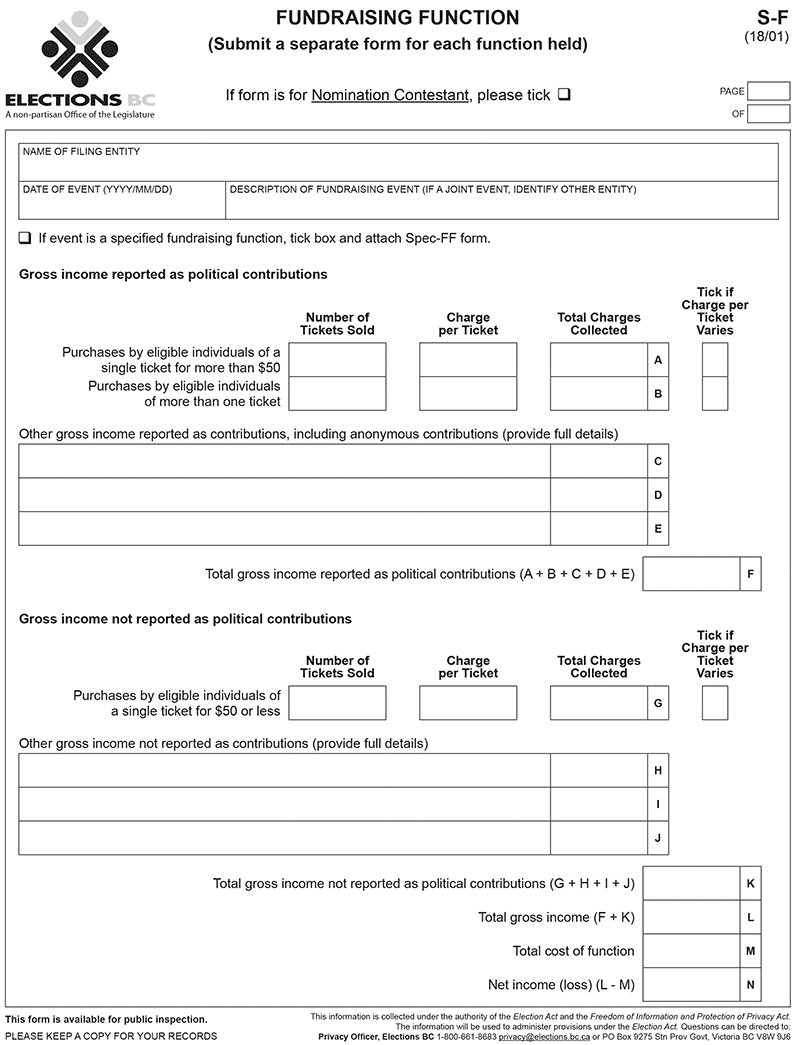 FUNDRAISING FUNCTION
S-F
(Submit a separate form for each function held)
(18/01)
ELECTIONS BC
A non-partisan Office of the Legislature
If form is for Nomination Contestant, please tick ❑
PAGE
OF
NAME OF FILING ENTITY
DATE OF EVENT (YYYY/MM/DD)
DESCRIPTION OF FUNDRAISING EVENT (IF A JOINT EVENT, IDENTIFY OTHER ENTITY)
❑ If event is a specified fundraising function, tick box and attach Spec-FF form.
Gross income reported as political contributions
Number of
Tickets Sold
Charge
per Ticket
Total Charges
Collected
Tick if
Charge per
Ticket
Varies
Purchases by eligible individuals of a
single ticket for more than $50
A
Purchases by eligible individuals
of more than one ticket
B
Other gross income reported as contributions, including anonymous contributions (provide full details)
C
D
E
Total gross income reported as political contributions (A + B + C + D + E)
F
Gross income not reported as political contributions
Number of
Tickets Sold
Charge
per Ticket
Total Charges
Collected
Tick if
Charge per
Ticket
Varies
Purchases by eligible individuals of
a single ticket for $50 or less
G
Other gross income not reported as contributions (provide full details)
H
I
J
Total gross income not reported as political contributions (G + H + I + J)
K
Total gross income (F + K)
L
Total cost of function
M
Net income (loss) (L - M)
N
This form is available for public inspection.
PLEASE KEEP A COPY FOR YOUR RECORDS
This information is collected under the authority of the Election Act and the Freedom of Information and Protection of Privacy Act.
The information will be used to administer provisions under the Election Act. Questions can be directed to:
Privacy Officer, Elections BC 1-800-661-8683 privacy@elections.bc.ca or PO Box 9275 Stn Prov Govt, Victoria BC V8W 9J6